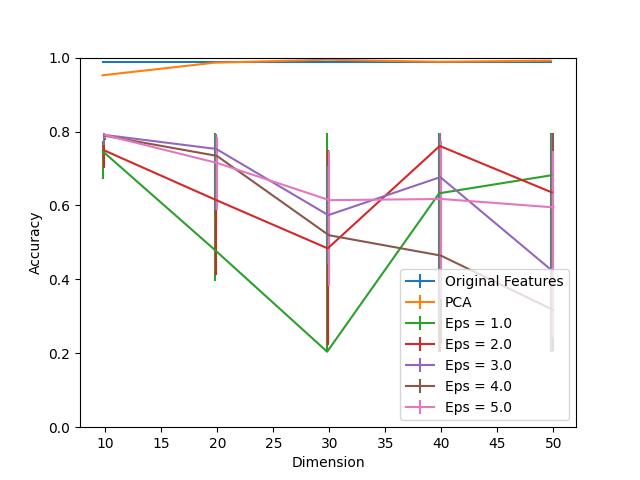 1.0
0.8
0.6
0.4
0.2
0.0
Accuracy
10
15
20
25
30
35
40
45
50
Dimension
Original Features
PCA
Eps = 1.0
Eps = 2.0
Eps = 3.0
Eps = 4.0
Eps = 5.0